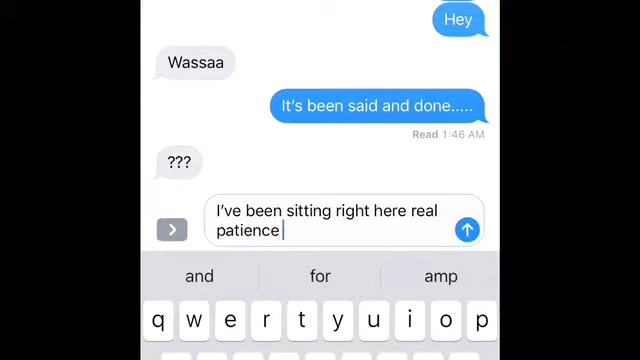 Hey
Wassaa
It's been said and done.....
Read 1:46 AM
???
I've been sitting right here real
patience
and for amp
q w e r t y u i o p